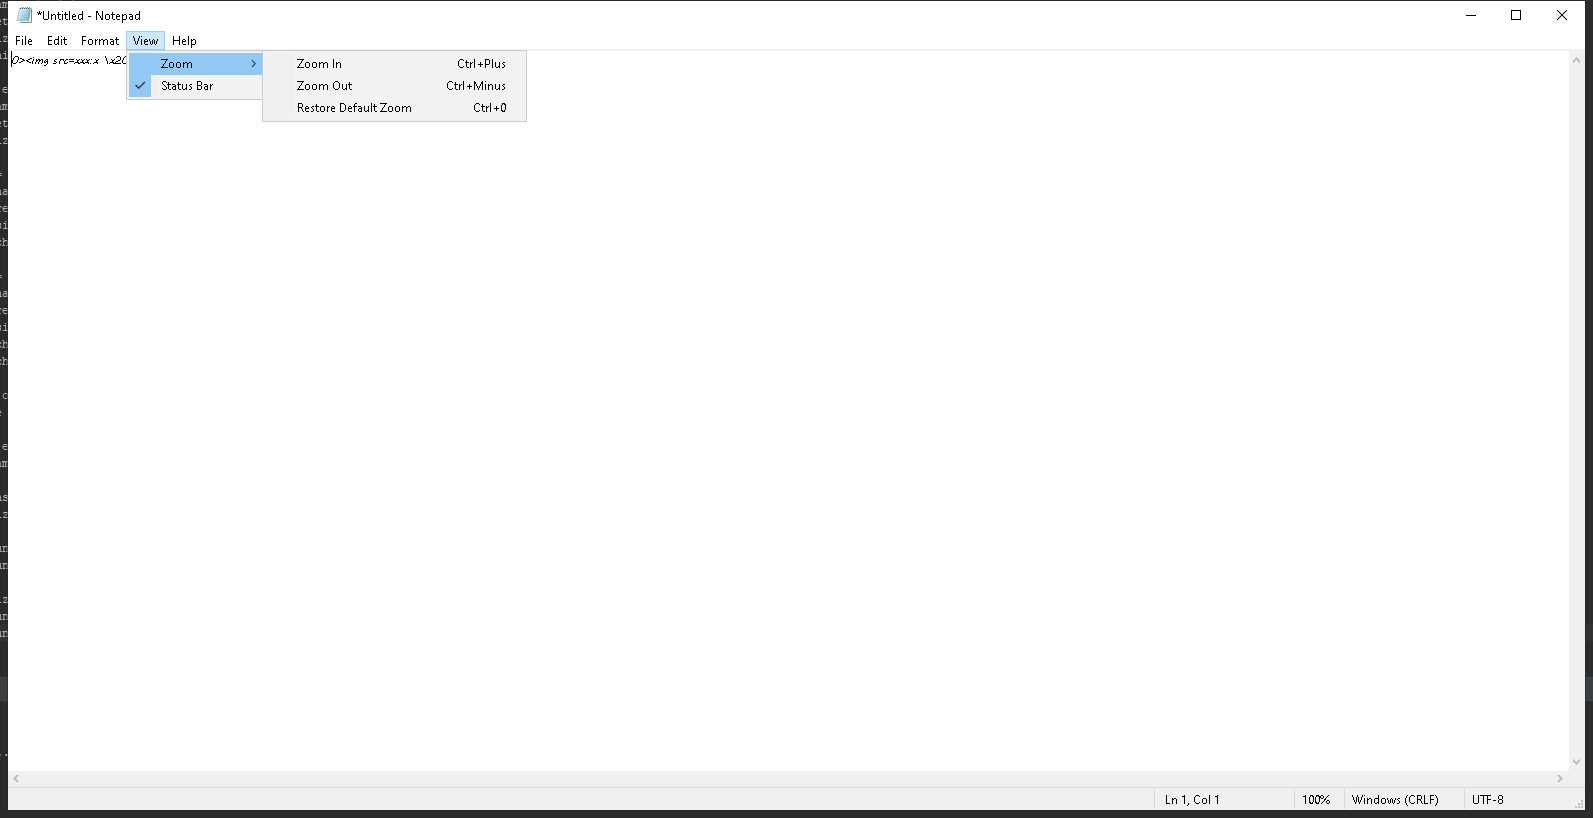 *Untitled - Notepad
File Edit Format View Help
0><img src=xxx:x \x20
Zoom
Status Bar
Zoom In Ctrl+Plus
Zoom Out Ctrl+Minus
Restore Default Zoom Ctrl+0
Ln 1, Col 1 100% Windows (CRLF) UTF-8